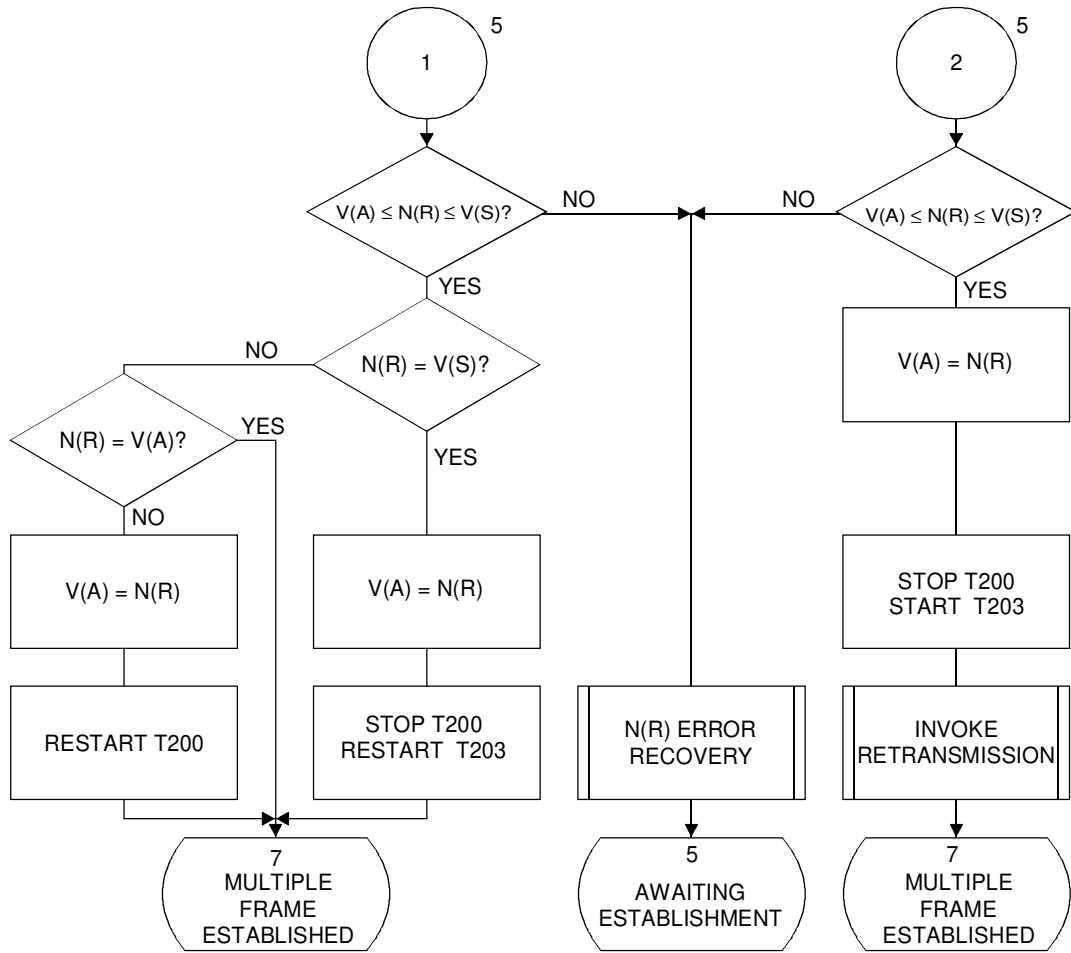 5
1
5
2
V(A) ≤ N(R) ≤ V(S)?
NO
NO
V(A) ≤ N(R) ≤ V(S)?
YES
YES
NO
N(R) = V(S)?
V(A) = N(R)
N(R) = V(A)?
YES
YES
NO
V(A) = N(R)
V(A) = N(R)
STOP T200
START T203
RESTART T200
STOP T200
RESTART T203
N(R) ERROR
RECOVERY
INVOKE
RETRANSMISSION
7
MULTIPLE
FRAME
ESTABLISHED
5
AWAITING
ESTABLISHMENT
7
MULTIPLE
FRAME
ESTABLISHED